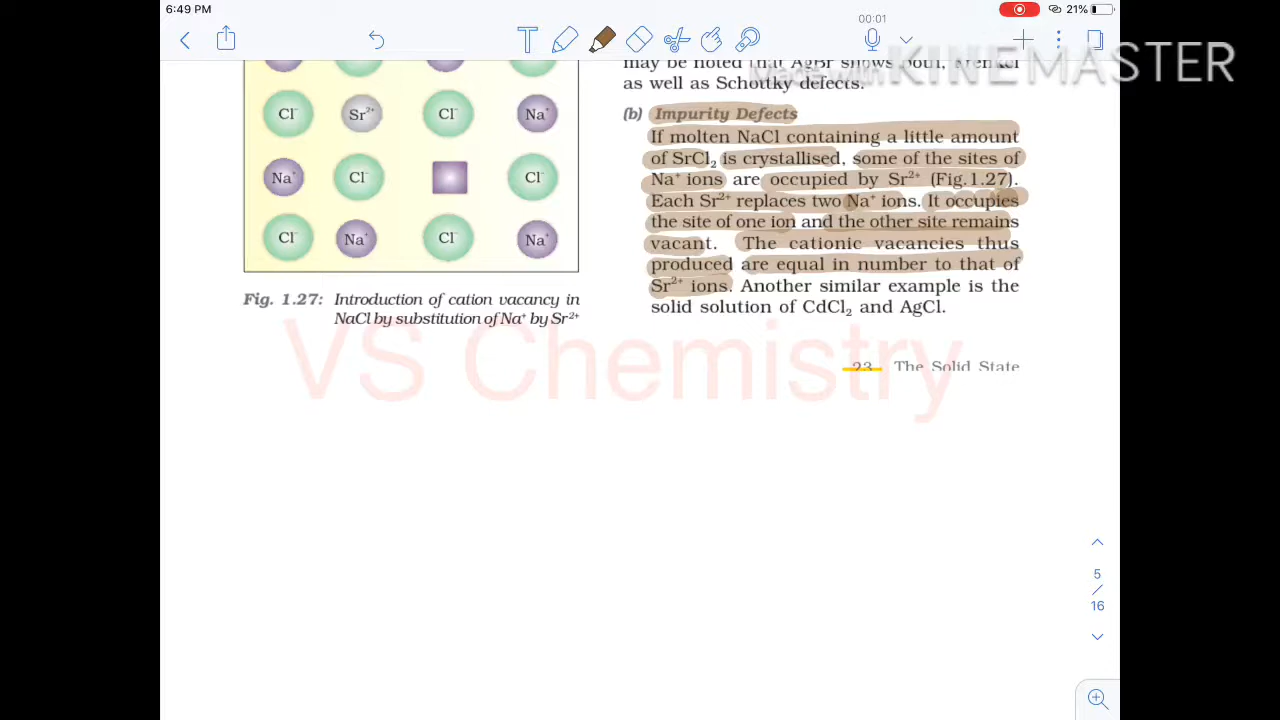 6:49 PM
21%
00:01
Made with KINEMASTER
may be noted that AgBr shows both, Frenkel
as well as Schottky defects.
Cl⁻ Sr²⁺ Cl⁻ Na⁺
Na⁺ Cl⁻ Cl⁻
Cl⁻ Na⁺ Cl⁻ Na⁺
Fig. 1.27: Introduction of cation vacancy in
NaCl by substitution of Na⁺ by Sr²⁺
(b) Impurity Defects
If molten NaCl containing a little amount
of SrCl₂ is crystallised, some of the sites of
Na⁺ ions are occupied by Sr²⁺ (Fig.1.27).
Each Sr²⁺ replaces two Na⁺ ions. It occupies
the site of one ion and the other site remains
vacant. The cationic vacancies thus
produced are equal in number to that of
Sr²⁺ ions. Another similar example is the
solid solution of CdCl₂ and AgCl.
23 The Solid State
VS Chemistry
5
/
16